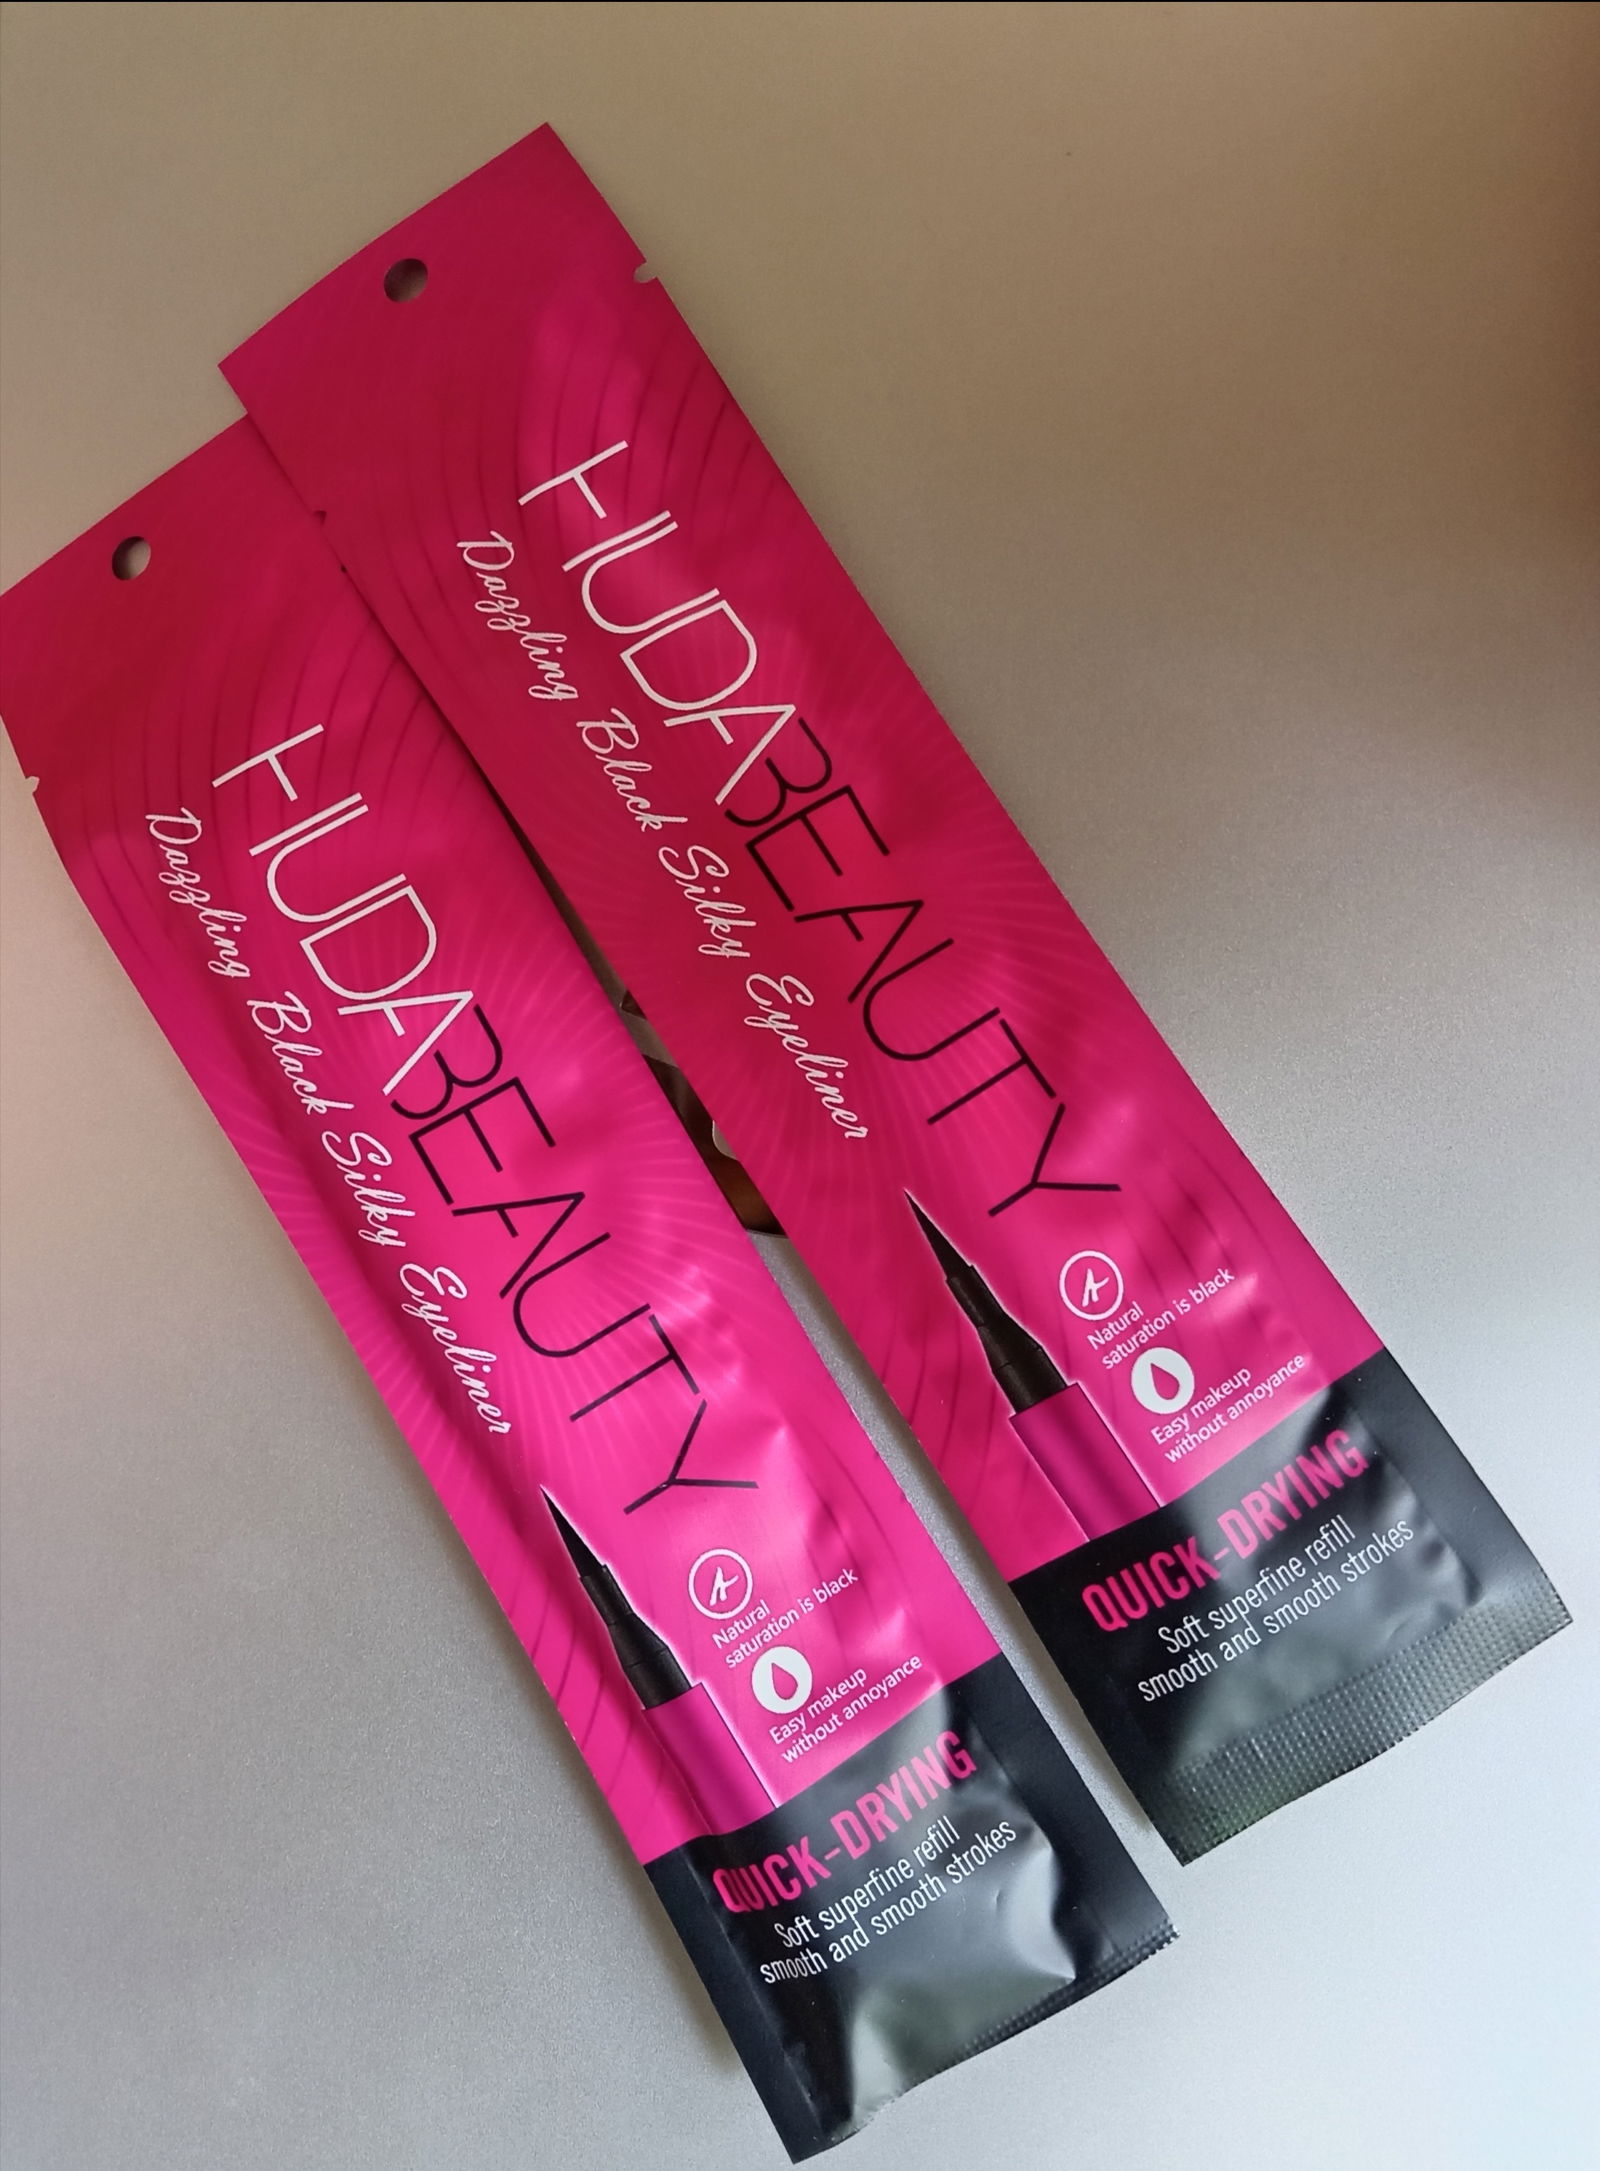 HUDABEAUTY
Dazzling Black Silky Eyeliner
Natural
saturation is black
Easy makeup
without annoyance
QUICK-DRYING
Soft superfine refill
smooth and smooth strokes
HUDABEAUTY
Dazzling Black Silky Eyeliner
Natural
saturation is black
Easy makeup
without annoyance
QUICK-DRYING
Soft superfine refill
smooth and smooth strokes